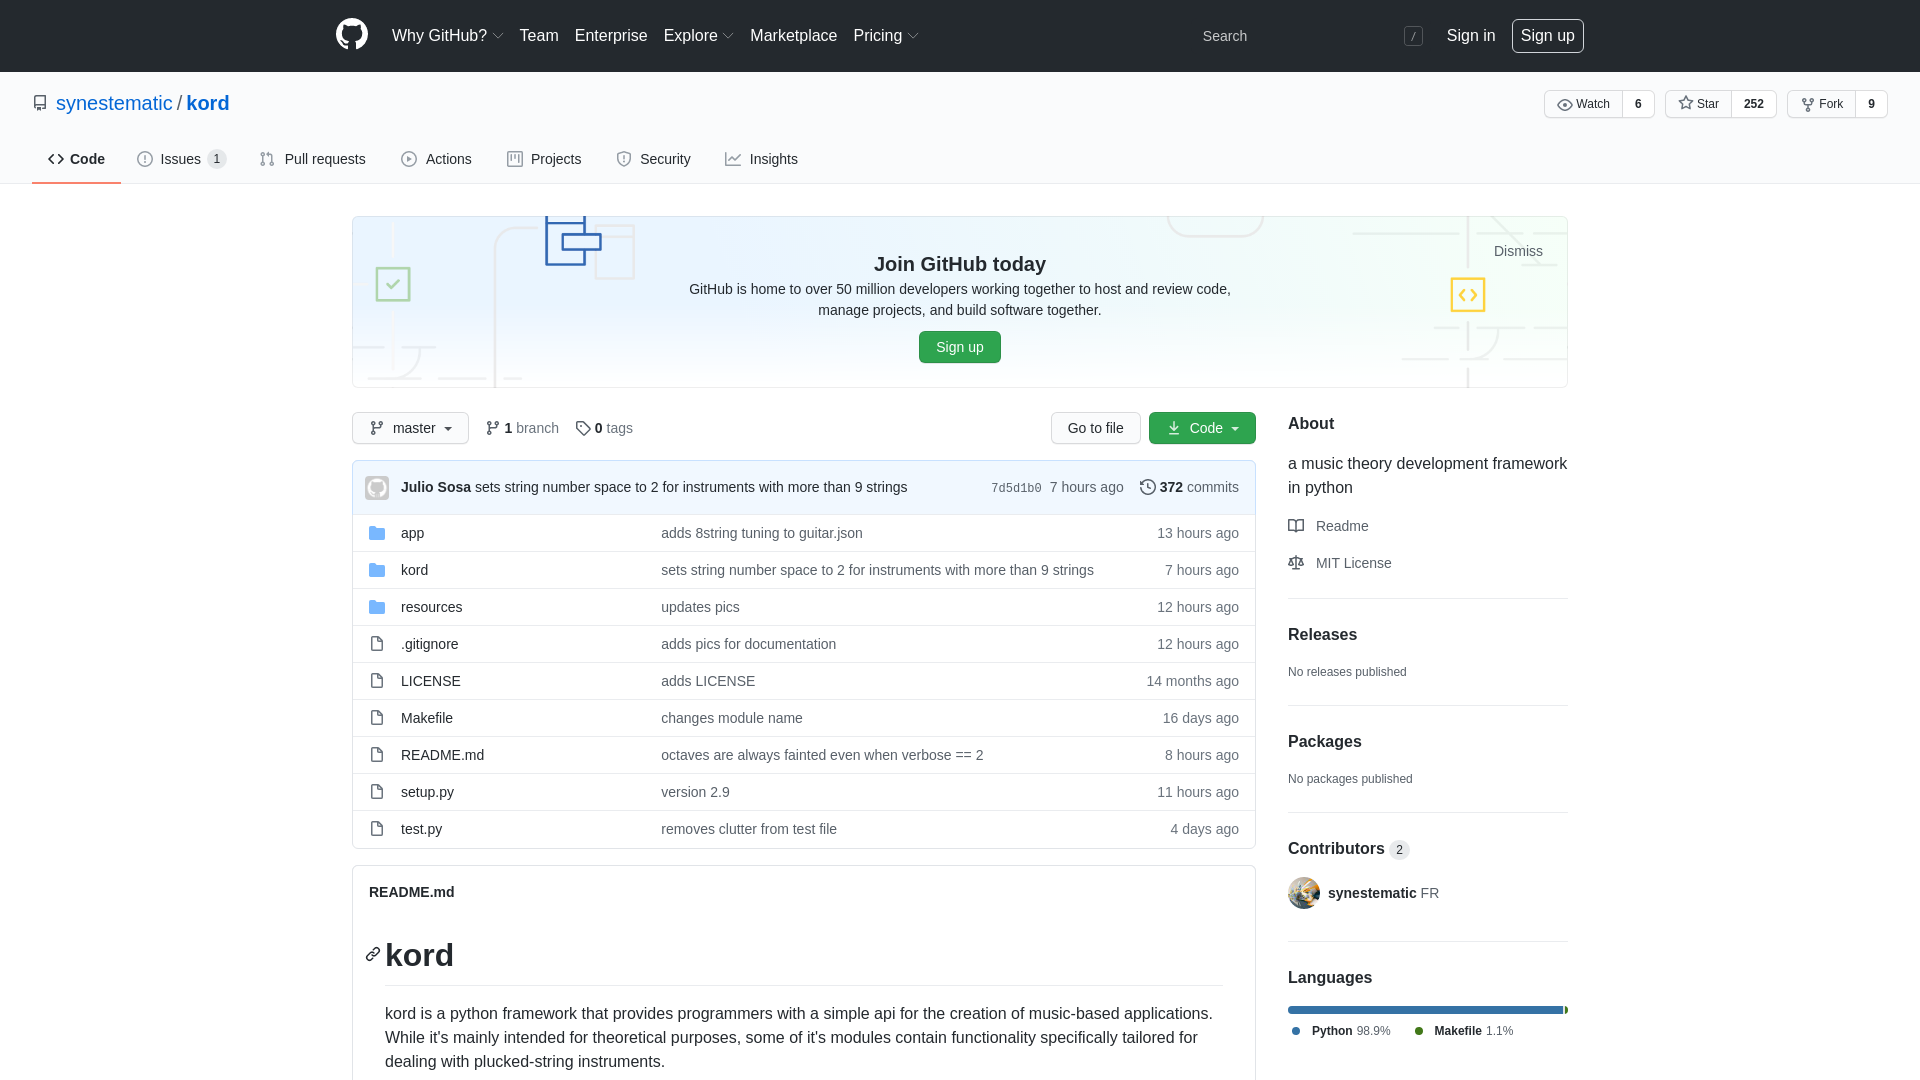 Why GitHub? Team Enterprise Explore Marketplace Pricing Search / Sign in Sign up
synestematic / kord Watch 6 Star 252 Fork 9
Code Issues 1 Pull requests Actions Projects Security Insights
Dismiss
Join GitHub today
GitHub is home to over 50 million developers working together to host and review code,
manage projects, and build software together.
Sign up
master 1 branch 0 tags Go to file Code
Julio Sosa sets string number space to 2 for instruments with more than 9 strings 7d5d1b0 7 hours ago 372 commits
app adds 8string tuning to guitar.json 13 hours ago
kord sets string number space to 2 for instruments with more than 9 strings 7 hours ago
resources updates pics 12 hours ago
.gitignore adds pics for documentation 12 hours ago
LICENSE adds LICENSE 14 months ago
Makefile changes module name 16 days ago
README.md octaves are always fainted even when verbose == 2 8 hours ago
setup.py version 2.9 11 hours ago
test.py removes clutter from test file 4 days ago
README.md
kord
kord is a python framework that provides programmers with a simple api for the creation of music-based applications.
While it's mainly intended for theoretical purposes, some of it's modules contain functionality specifically tailored for
dealing with plucked-string instruments.
About
a music theory development framework
in python
Readme
MIT License
Releases
No releases published
Packages
No packages published
Contributors 2
synestematic FR
Languages
Python 98.9% Makefile 1.1%